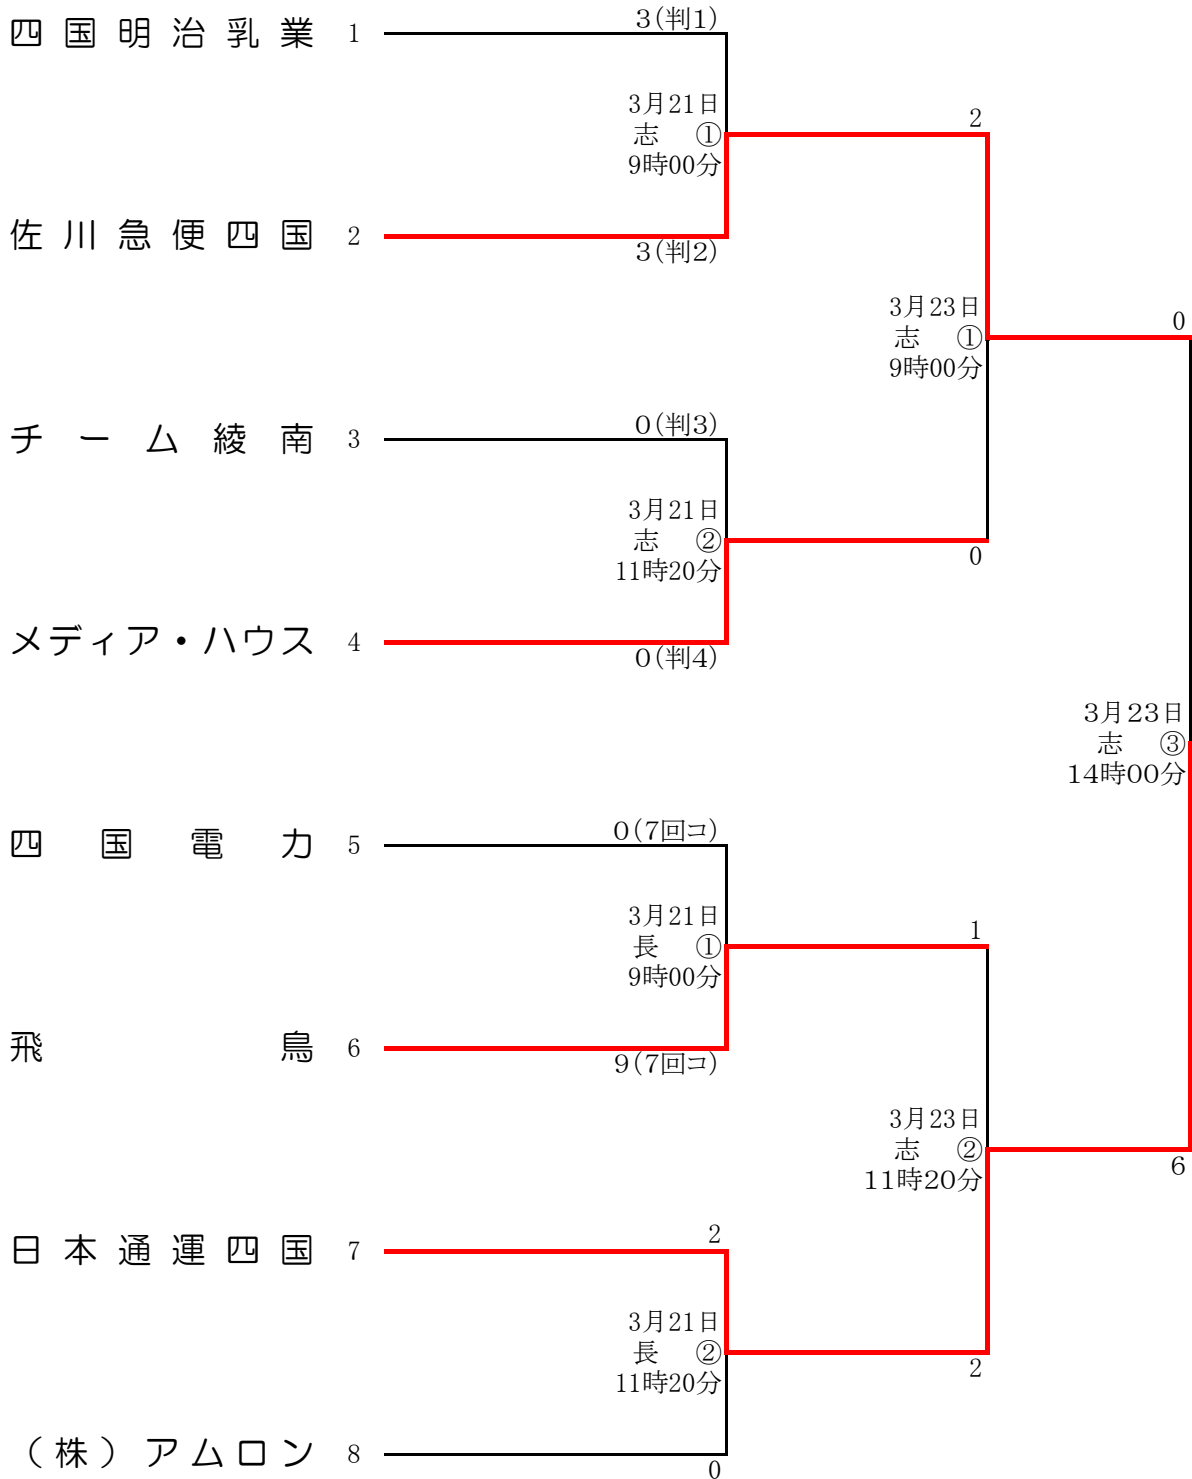 四国明治乳業 1
3(判1)
3月21日
志 ①
9時00分
2
佐川急便四国 2
3(判2)
3月23日
志 ①
9時00分
0
チーム綾南 3
0(判3)
3月21日
志 ②
11時20分
0
メディア・ハウス 4
0(判4)
3月23日
志 ③
14時00分
四国電力 5
0(7回コ)
3月21日
長 ①
9時00分
1
飛鳥 6
9(7回コ)
3月23日
志 ②
11時20分
6
日本通運四国 7
2
3月21日
長 ②
11時20分
2
(株)アムロン 8
0